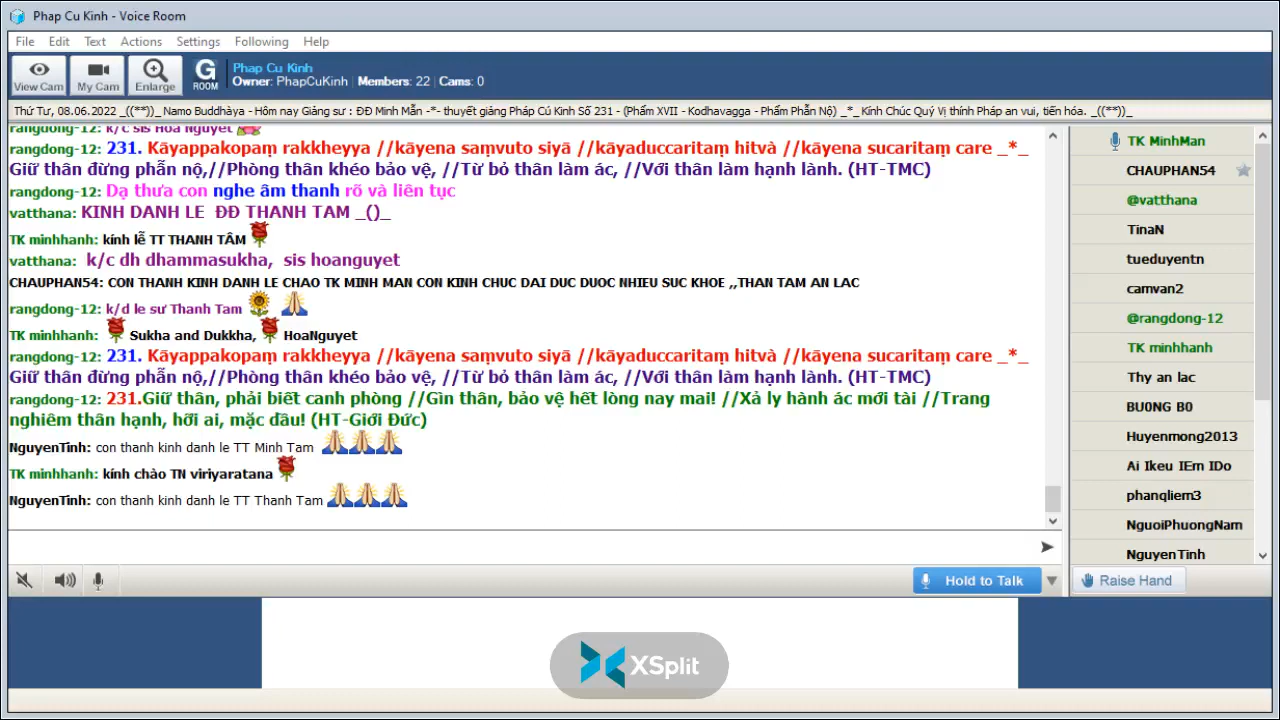 Phap Cu Kinh - Voice Room
File Edit Text Actions Settings Following Help
View Cam My Cam Enlarge G ROOM
Phap Cu Kinh
Owner: PhapCuKinh Members: 22 Cams: 0
Thứ Tư, 08.06.2022 _((**))_ Namo Buddhàya - Hôm nay Giảng sư : ĐĐ Minh Mẫn -*- thuyết giảng Pháp Cú Kinh Số 231 - (Phẩm XVII - Kodhavagga - Phẩm Phẫn Nộ) _*_ Kính Chúc Quý Vị thính Pháp an vui, tiến hóa. _((**))_
rangdong-12: k/c sis Hoa Nguyet
rangdong-12: 231. Kāyappakopaṃ rakkheyya //kāyena saṃvuto siyā //kāyaduccaritaṃ hitvà //kāyena sucaritaṃ care _*_
Giữ thân đừng phẫn nộ,//Phòng thân khéo bảo vệ, //Từ bỏ thân làm ác, //Với thân làm hạnh lành. (HT-TMC)
rangdong-12: Dạ thưa con nghe âm thanh rõ và liên tục
vatthana: KINH DANH LE ĐĐ THANH TAM _()_
TK minhhanh: kính lễ TT THANH TÂM
vatthana: k/c dh dhammasukha, sis hoanguyet
CHAUPHAN54: CON THANH KINH DANH LE CHAO TK MINH MAN CON KINH CHUC DAI DUC DUOC NHIEU SUC KHOE ,,THAN TAM AN LAC
rangdong-12: k/d le sư Thanh Tam
TK minhhanh: Sukha and Dukkha, HoaNguyet
rangdong-12: 231. Kāyappakopaṃ rakkheyya //kāyena saṃvuto siyā //kāyaduccaritaṃ hitvà //kāyena sucaritaṃ care _*_
Giữ thân đừng phẫn nộ,//Phòng thân khéo bảo vệ, //Từ bỏ thân làm ác, //Với thân làm hạnh lành. (HT-TMC)
rangdong-12: 231.Giữ thân, phải biết canh phòng //Gìn thân, bảo vệ hết lòng nay mai! //Xả ly hành ác mới tài //Trang
nghiêm thân hạnh, hỡi ai, mặc dầu! (HT-Giới Đức)
NguyenTinh: con thanh kinh danh le TT Minh Tam
TK minhhanh: kính chào TN viriyaratana
NguyenTinh: con thanh kinh danh le TT Thanh Tam
TK MinhMan
CHAUPHAN54
@vatthana
TinaN
tueduyentn
camvan2
@rangdong-12
TK minhhanh
Thy an lac
BU0NG B0
Huyenmong2013
Ai Ikeu IEm IDo
phanqliem3
NguoiPhuongNam
NguyenTinh
Hold to Talk
Raise Hand
XSplit